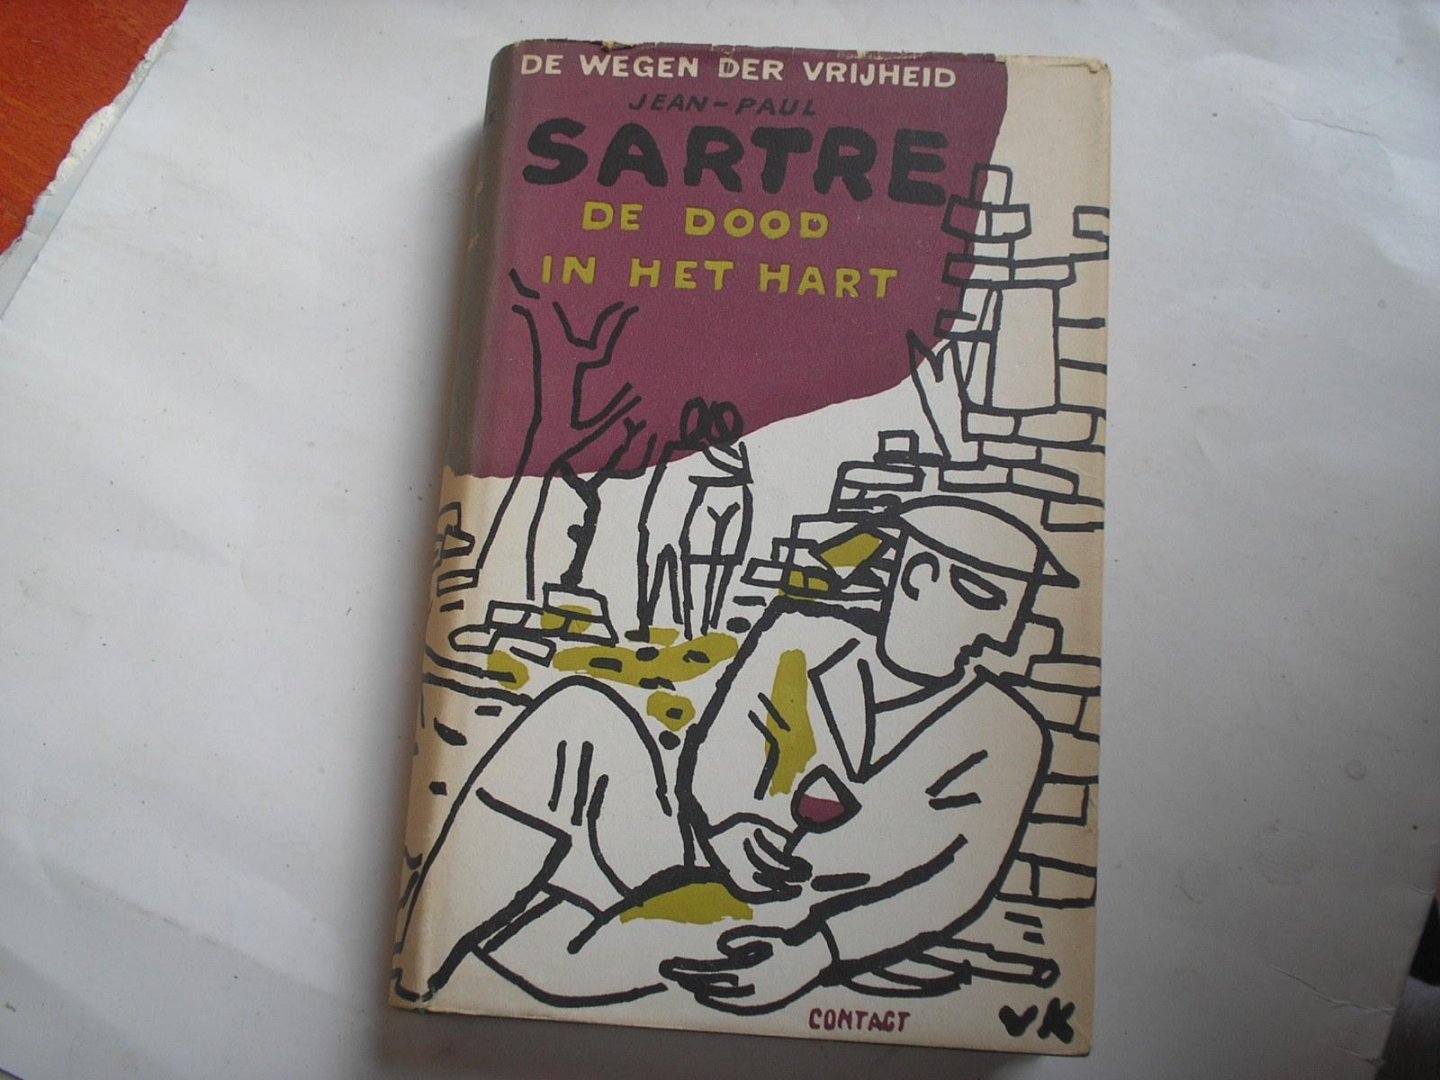 DE WEGEN DER VRIJHEID
JEAN-PAUL
SARTRE
DE DOOD
IN HET HART
CONTACT
VK